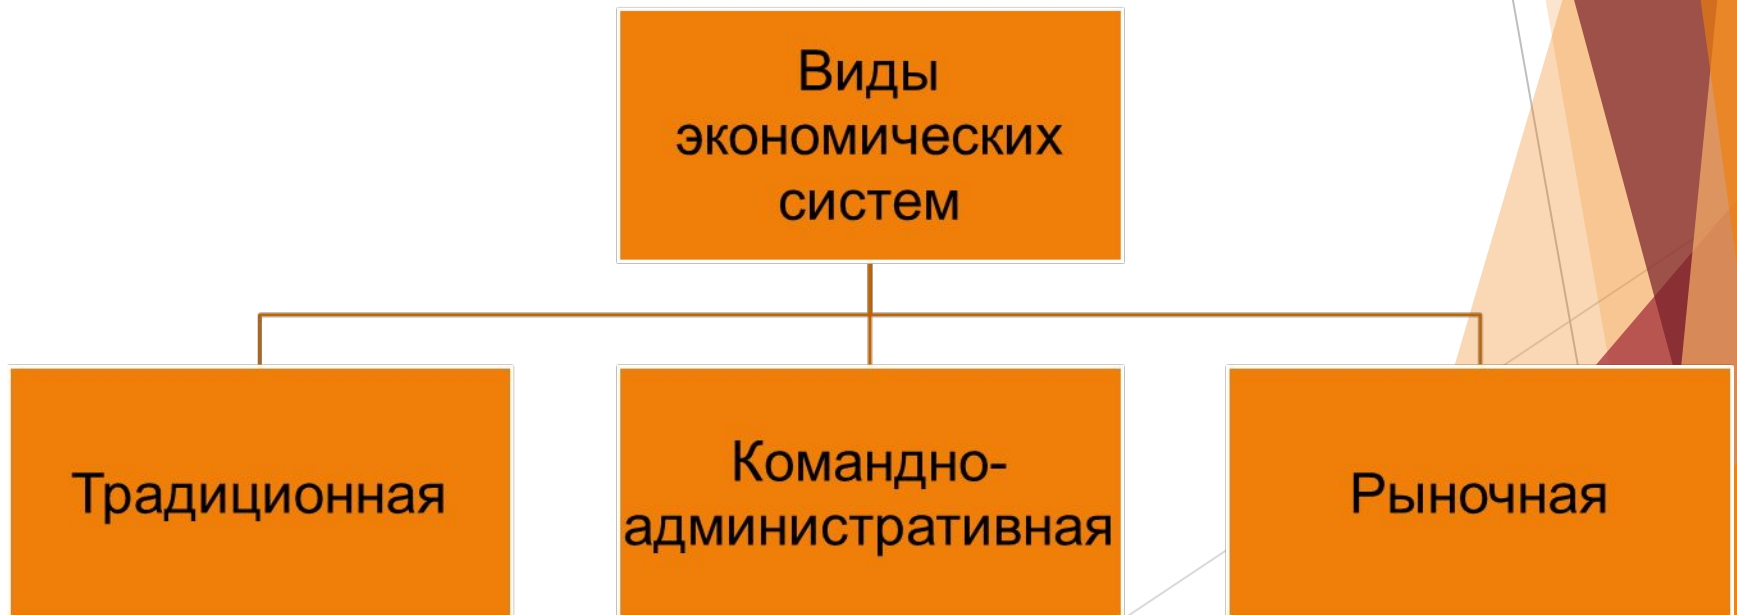 Виды
экономических
систем
Традиционная
Командно-
административная
Рыночная